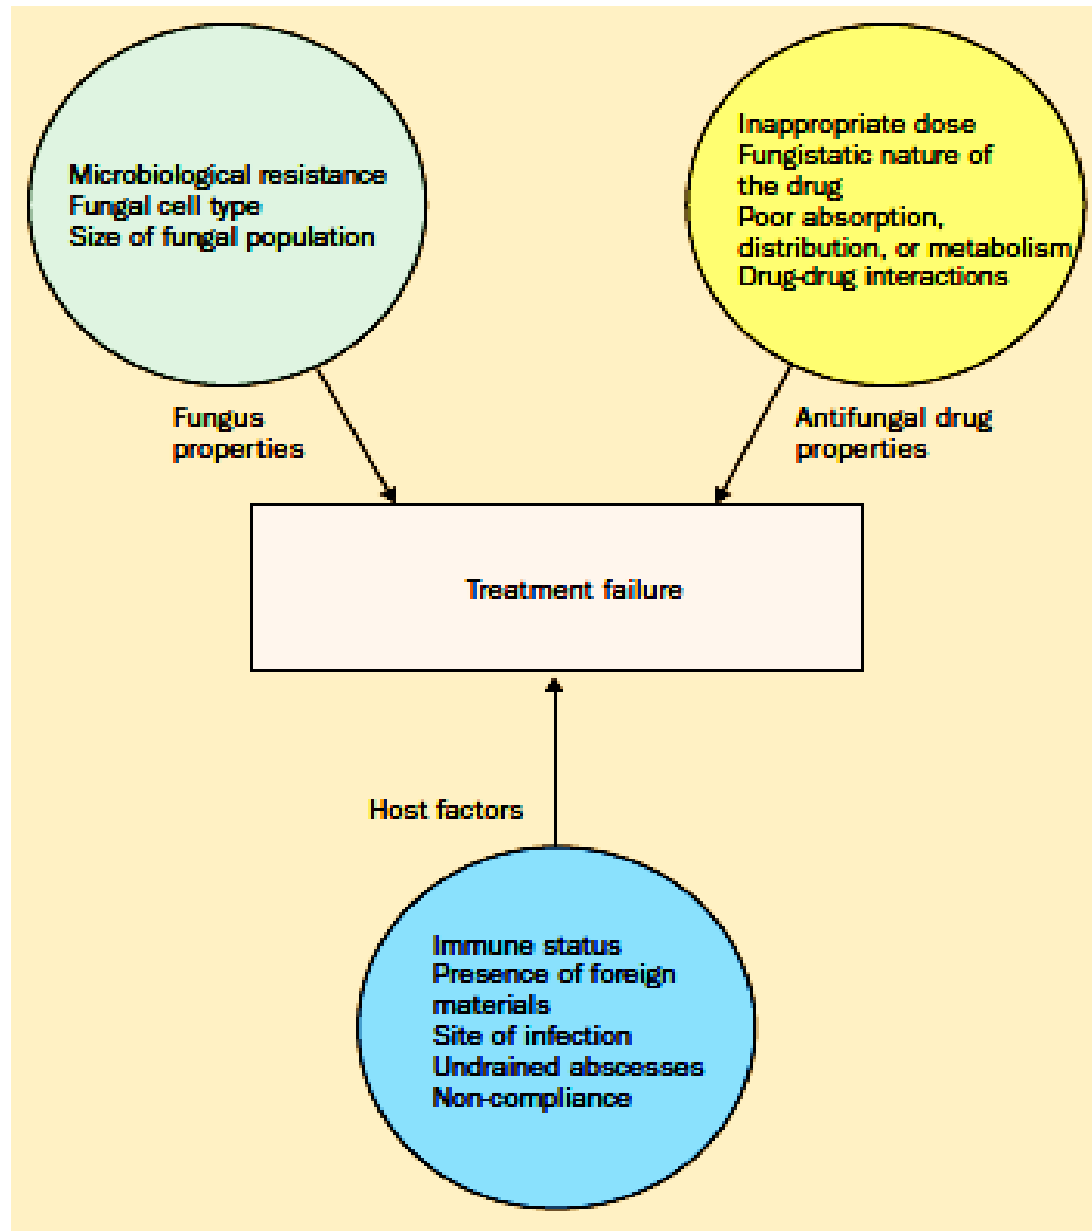 Microbiological resistance
Fungal cell type
Size of fungal population
Inappropriate dose
Fungistatic nature of
the drug
Poor absorption,
distribution, or metabolism
Drug-drug interactions
Fungus
properties
Antifungal drug
properties
Treatment failure
Host factors
Immune status
Presence of foreign
materials
Site of infection
Undrained abscesses
Non-compliance